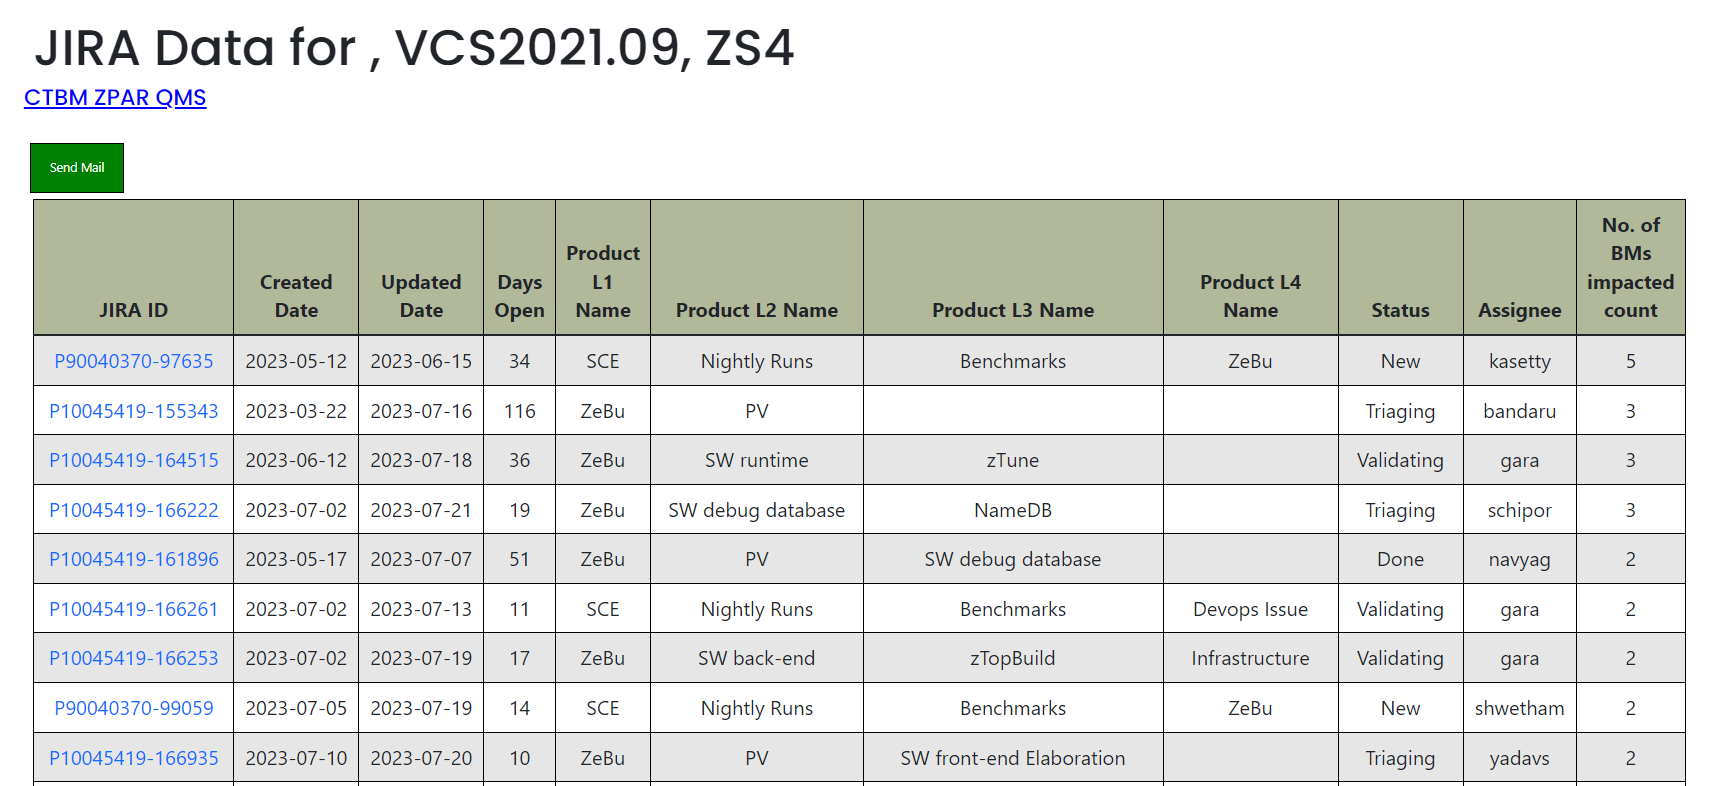 JIRA Data for , VCS2021.09, ZS4
CTBM ZPAR QMS
Send Mail
JIRA ID Created Date Updated Date Days Open Product L1 Name Product L2 Name Product L3 Name Product L4 Name Status Assignee No. of BMs impacted count
P90040370-97635 2023-05-12 2023-06-15 34 SCE Nightly Runs Benchmarks ZeBu New kasetty 5
P10045419-155343 2023-03-22 2023-07-16 116 ZeBu PV Triaging bandaru 3
P10045419-164515 2023-06-12 2023-07-18 36 ZeBu SW runtime zTune Validating gara 3
P10045419-166222 2023-07-02 2023-07-21 19 ZeBu SW debug database NameDB Triaging schipor 3
P10045419-161896 2023-05-17 2023-07-07 51 ZeBu PV SW debug database Done navyag 2
P10045419-166261 2023-07-02 2023-07-13 11 SCE Nightly Runs Benchmarks Devops Issue Validating gara 2
P10045419-166253 2023-07-02 2023-07-19 17 ZeBu SW back-end zTopBuild Infrastructure Validating gara 2
P90040370-99059 2023-07-05 2023-07-19 14 SCE Nightly Runs Benchmarks ZeBu New shwetham 2
P10045419-166935 2023-07-10 2023-07-20 10 ZeBu PV SW front-end Elaboration Triaging yadavs 2